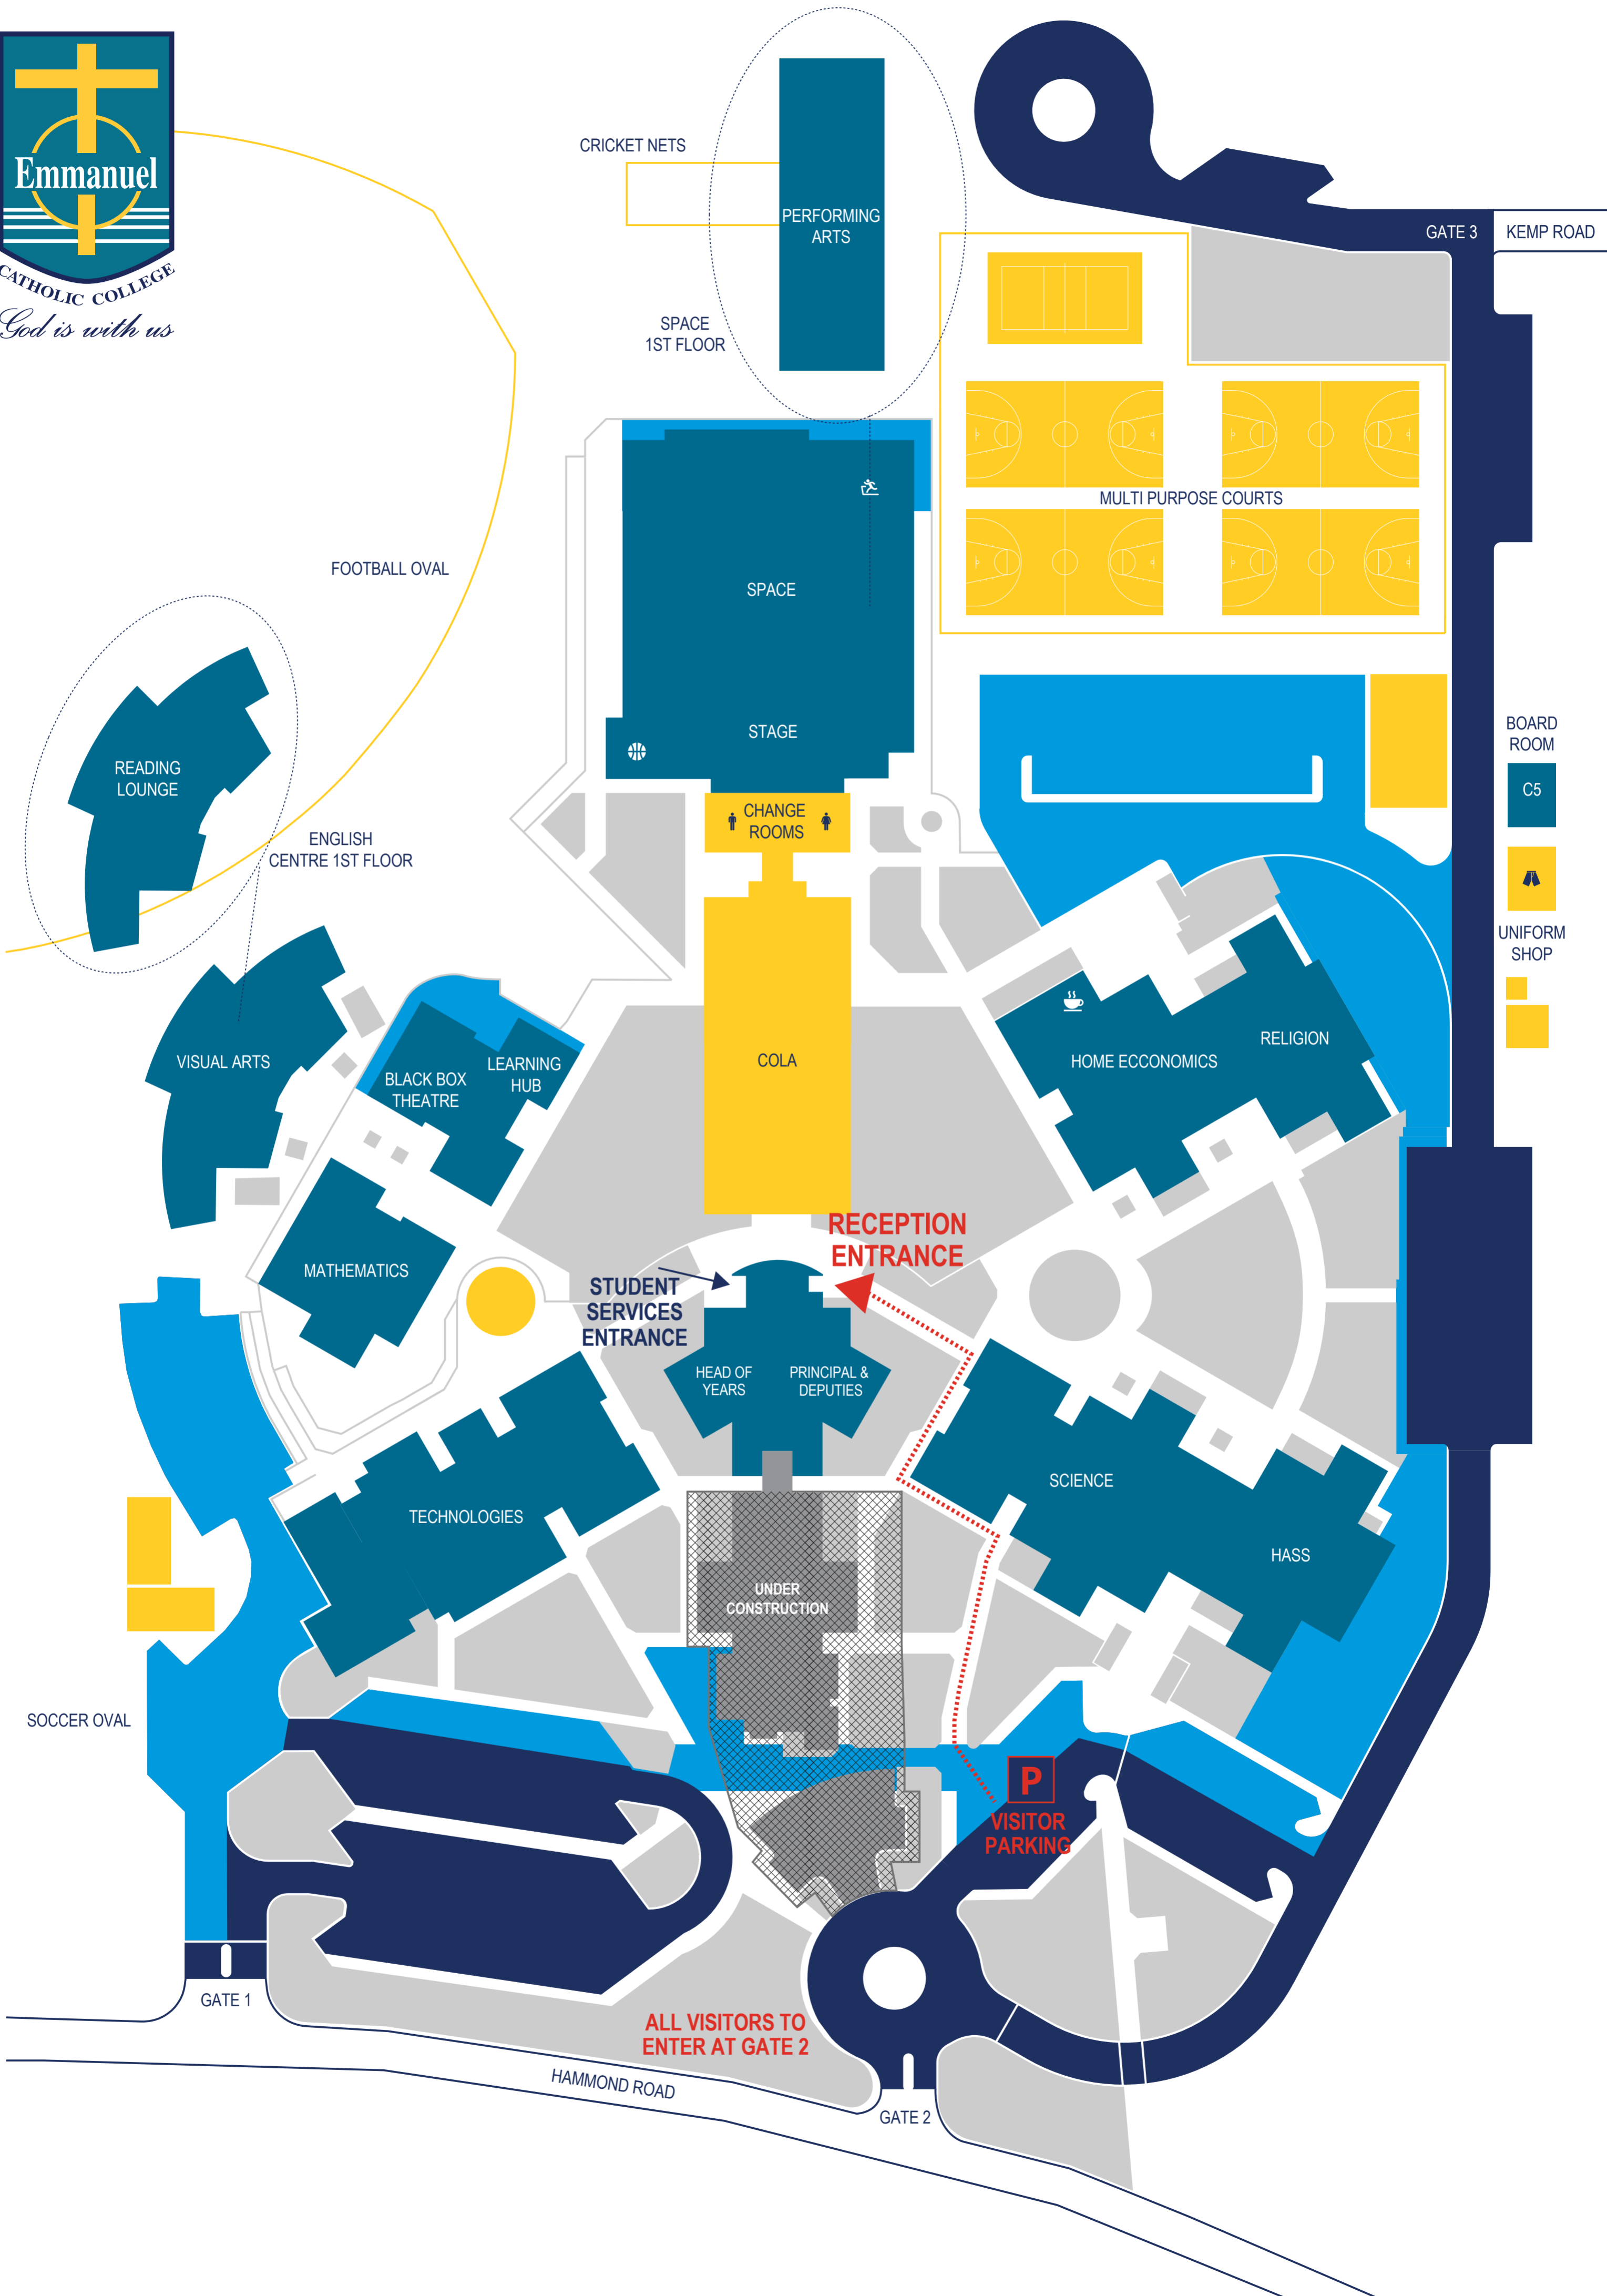 Emmanuel
CATHOLIC COLLEGE
God is with us
CRICKET NETS
PERFORMING
ARTS
GATE 3
KEMP ROAD
SPACE
1ST FLOOR
MULTI PURPOSE COURTS
FOOTBALL OVAL
SPACE
STAGE
BOARD
ROOM
C5
READING
LOUNGE
CHANGE
ROOMS
ENGLISH
CENTRE 1ST FLOOR
UNIFORM
SHOP
VISUAL ARTS
BLACK BOX
THEATRE
LEARNING
HUB
COLA
HOME ECCONOMICS
RELIGION
RECEPTION
ENTRANCE
MATHEMATICS
STUDENT
SERVICES
ENTRANCE
HEAD OF
YEARS
PRINCIPAL &
DEPUTIES
SCIENCE
TECHNOLOGIES
HASS
UNDER
CONSTRUCTION
SOCCER OVAL
P
VISITOR
PARKING
GATE 1
ALL VISITORS TO
ENTER AT GATE 2
HAMMOND ROAD
GATE 2